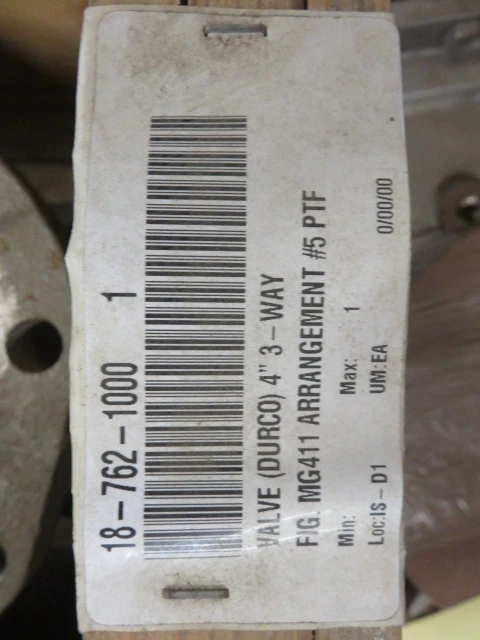 18-762-1000 1
VALVE (DURCO) 4" 3-WAY
FIG. MG411 ARRANGEMENT #5 PTF
Min: Max: 1
Loc:IS-D1 UM:EA 0/00/00